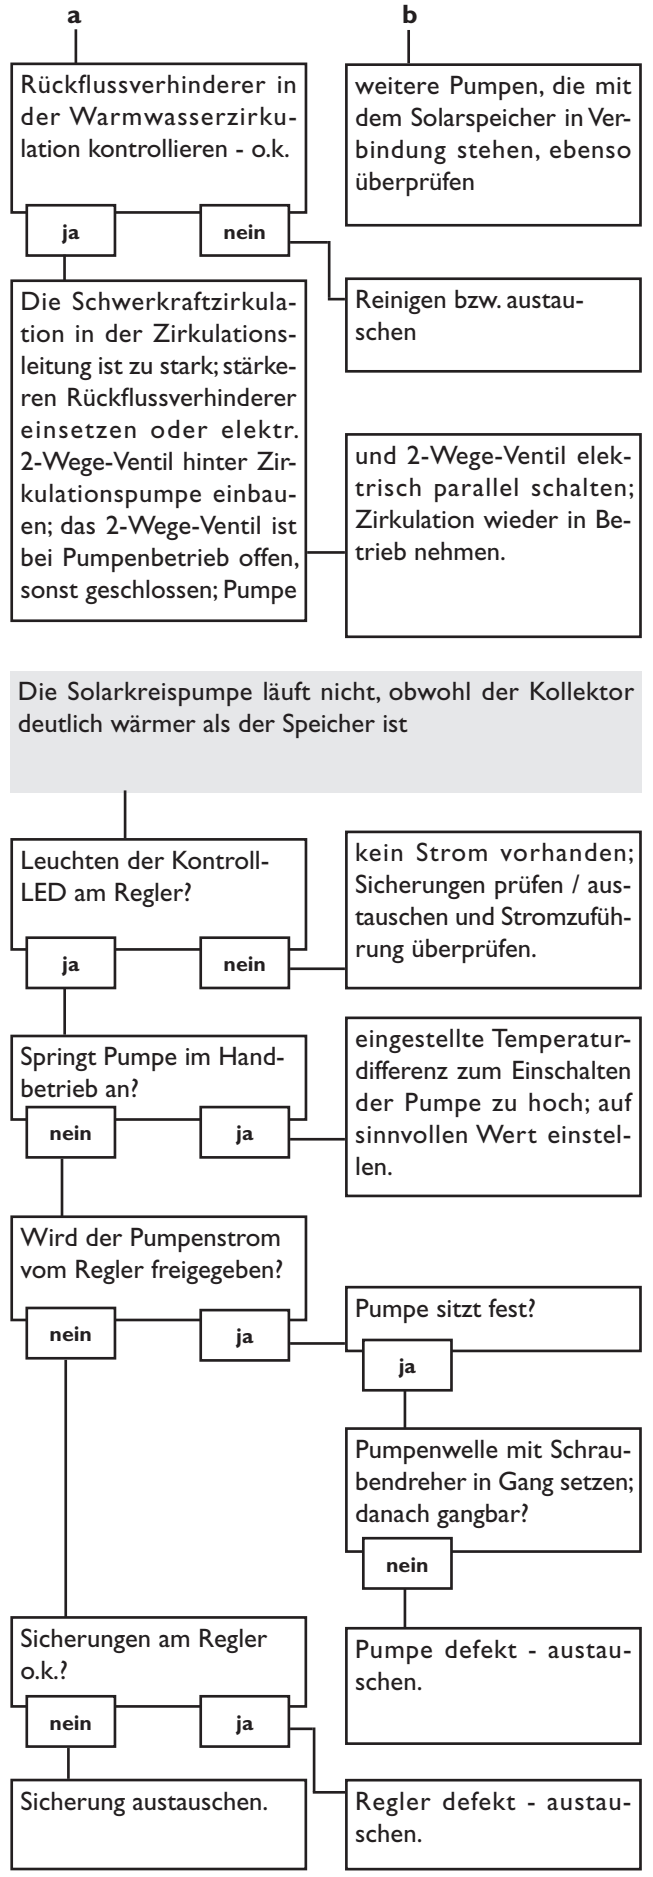 a
b
Rückflussverhinderer in
der Warmwasserzirku-
lation kontrollieren - o.k.
weitere Pumpen, die mit
dem Solarspeicher in Ver-
bindung stehen, ebenso
überprüfen
ja
nein
Die Schwerkraftzirkula-
tion in der Zirkulations-
leitung ist zu stark; stärke-
ren Rückflussverhinderer
einsetzen oder elektr.
2-Wege-Ventil hinter Zir-
kulationspumpe einbau-
en; das 2-Wege-Ventil ist
bei Pumpenbetrieb offen,
sonst geschlossen; Pumpe
Reinigen bzw. austau-
schen
und 2-Wege-Ventil elek-
trisch parallel schalten;
Zirkulation wieder in Be-
trieb nehmen.
Die Solarkreispumpe läuft nicht, obwohl der Kollektor
deutlich wärmer als der Speicher ist
Leuchten der Kontroll-
LED am Regler?
ja
nein
kein Strom vorhanden;
Sicherungen prüfen / aus-
tauschen und Stromzufüh-
rung überprüfen.
Springt Pumpe im Hand-
betrieb an?
nein
ja
eingestellte Temperatur-
differenz zum Einschalten
der Pumpe zu hoch; auf
sinnvollen Wert einstel-
len.
Wird der Pumpenstrom
vom Regler freigegeben?
nein
ja
Pumpe sitzt fest?
ja
Pumpenwelle mit Schrau-
bendreher in Gang setzen;
danach gangbar?
nein
Pumpe defekt - austau-
schen.
Sicherungen am Regler
o.k.?
nein
ja
Sicherung austauschen.
Regler defekt - austau-
schen.